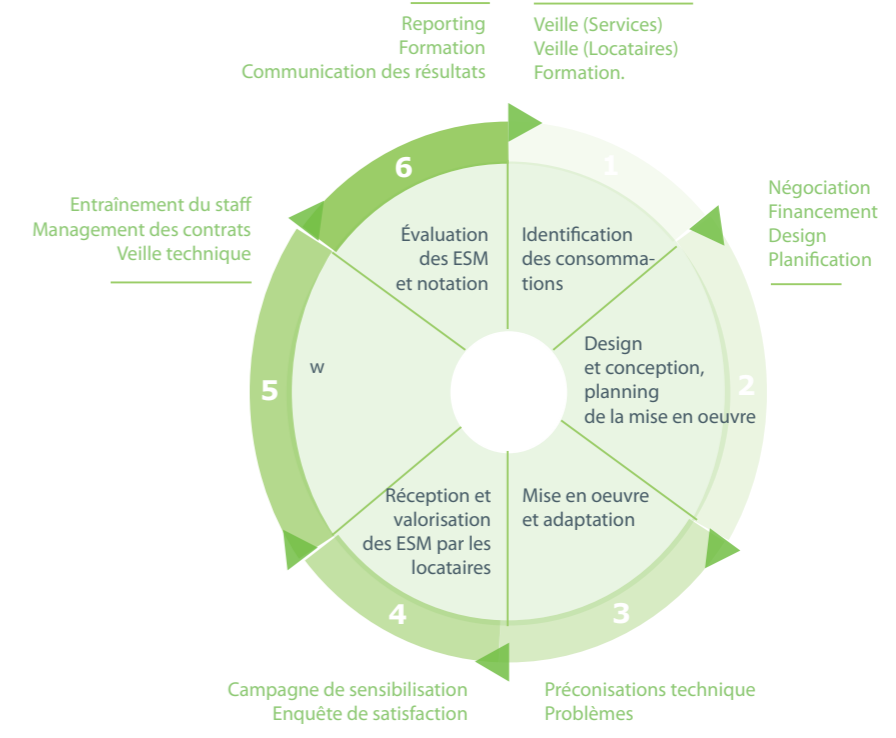 Reporting
Formation
Communication des résultats
Veille (Services)
Veille (Locataires)
Formation.
6
1
Entraînement du staff
Management des contrats
Veille technique
Négociation
Financement
Design
Planification
Évaluation
des ESM
et notation
Identification
des consomma-
tions
Design
et conception,
planning
de la mise en oeuvre
2
w
5
Réception et
valorisation
des ESM par les
locataires
Mise en oeuvre
et adaptation
4
3
Campagne de sensibilisation
Enquête de satisfaction
Préconisations technique
Problèmes